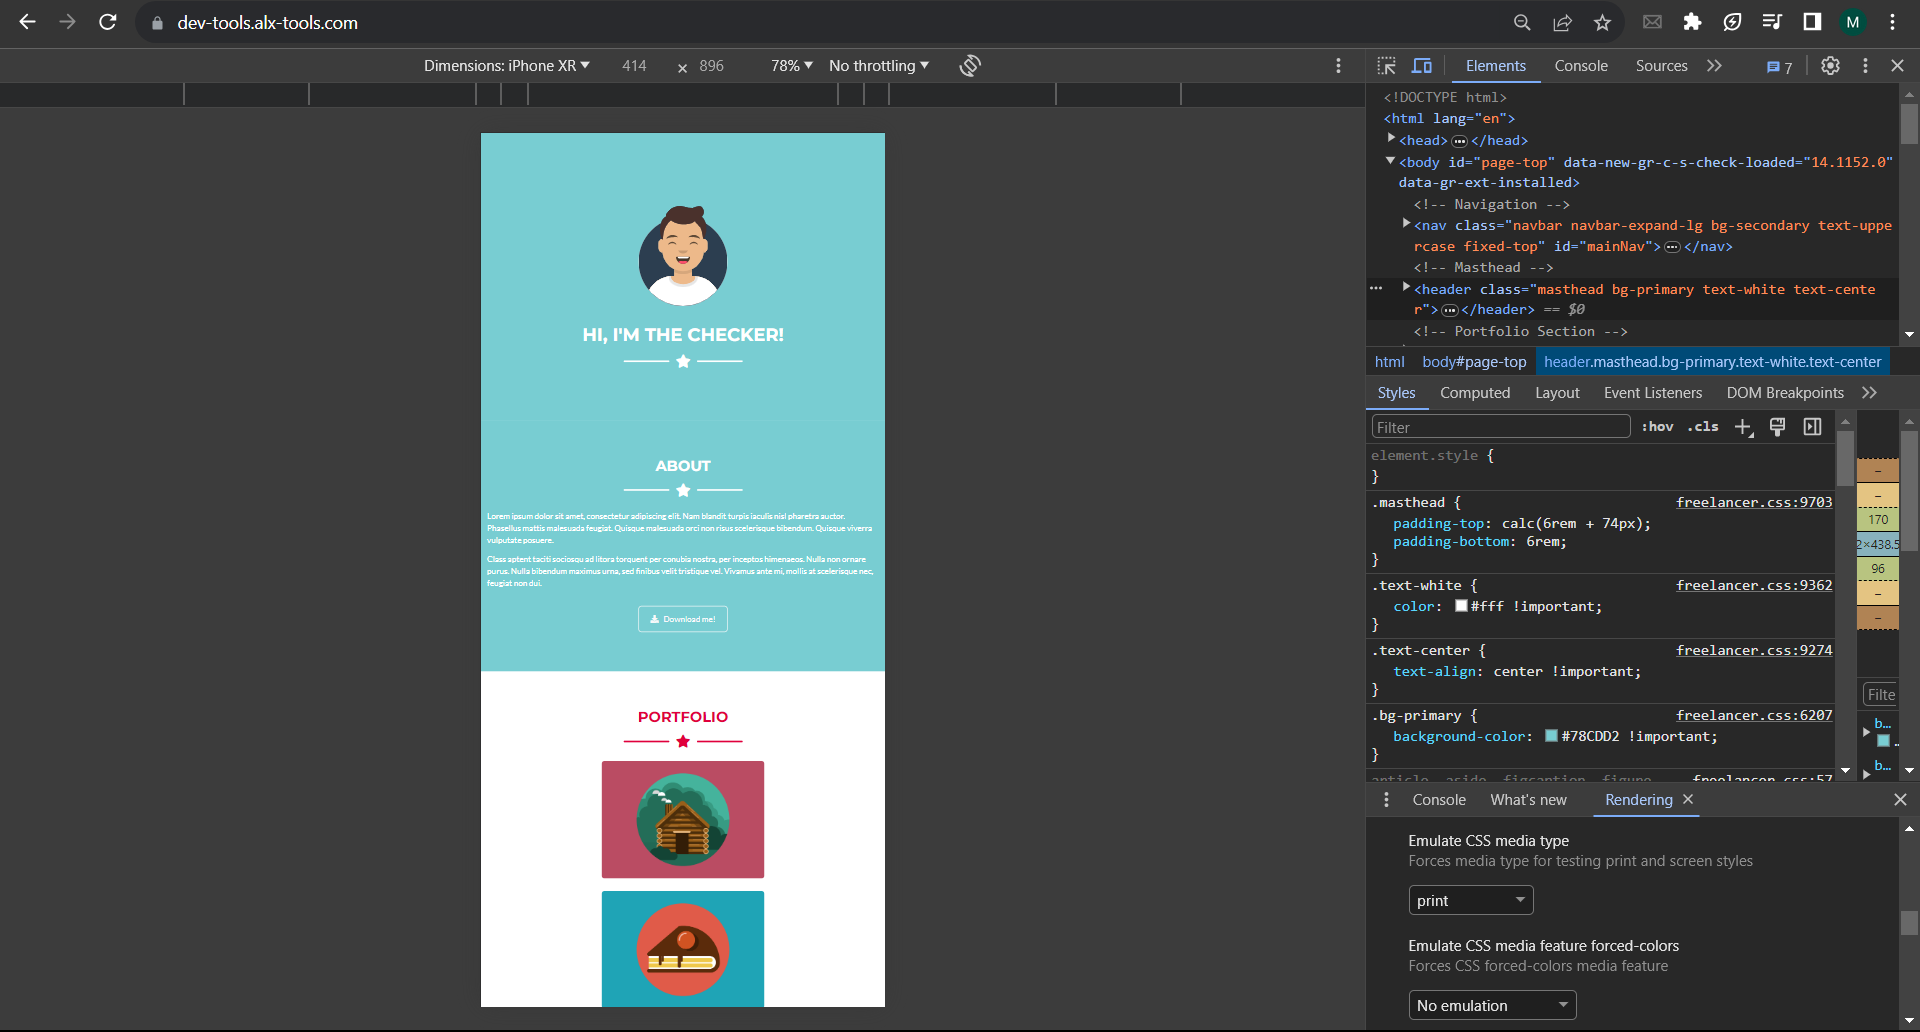 dev-tools.alx-tools.com
M
Dimensions: iPhone XR
414 × 896
78%
No throttling
Elements
Console
Sources
7
HI, I'M THE CHECKER!
ABOUT
Lorem ipsum dolor sit amet, consectetur adipiscing elit. Nam blandit turpis iaculis nisl pharetra auctor.
Phasellus mattis malesuada feugiat. Quisque malesuada orci non risus scelerisque bibendum. Quisque viverra
vulputate posuere.
Class aptent taciti sociosqu ad litora torquent per conubia nostra, per inceptos himenaeos. Nulla non ornare
purus. Nulla bibendum maximus urna, sed finibus velit tristique vel. Vivamus ante mi, mollis at scelerisque nec,
feugiat non dui.
Download me!
PORTFOLIO
<!DOCTYPE html>
<html lang="en">
<head>…</head>
<body id="page-top" data-new-gr-c-s-check-loaded="14.1152.0"
data-gr-ext-installed>
<!-- Navigation -->
<nav class="navbar navbar-expand-lg bg-secondary text-uppe
rcase fixed-top" id="mainNav">…</nav>
<!-- Masthead -->
<header class="masthead bg-primary text-white text-cente
r">…</header> == $0
<!-- Portfolio Section -->
html
body#page-top
header.masthead.bg-primary.text-white.text-center
Styles
Computed
Layout
Event Listeners
DOM Breakpoints
Filter
:hov
.cls
element.style {
}
.masthead {
freelancer.css:9703
padding-top: calc(6rem + 74px);
padding-bottom: 6rem;
}
.text-white {
freelancer.css:9362
color: #fff !important;
}
.text-center {
freelancer.css:9274
text-align: center !important;
}
.bg-primary {
freelancer.css:6207
background-color: #78CDD2 !important;
}
article, aside, figcaption, figure,
freelancer.css:57
–
–
170
2×438.5
96
–
–
Filte
b…
b…
Console
What's new
Rendering
Emulate CSS media type
Forces media type for testing print and screen styles
print
Emulate CSS media feature forced-colors
Forces CSS forced-colors media feature
No emulation